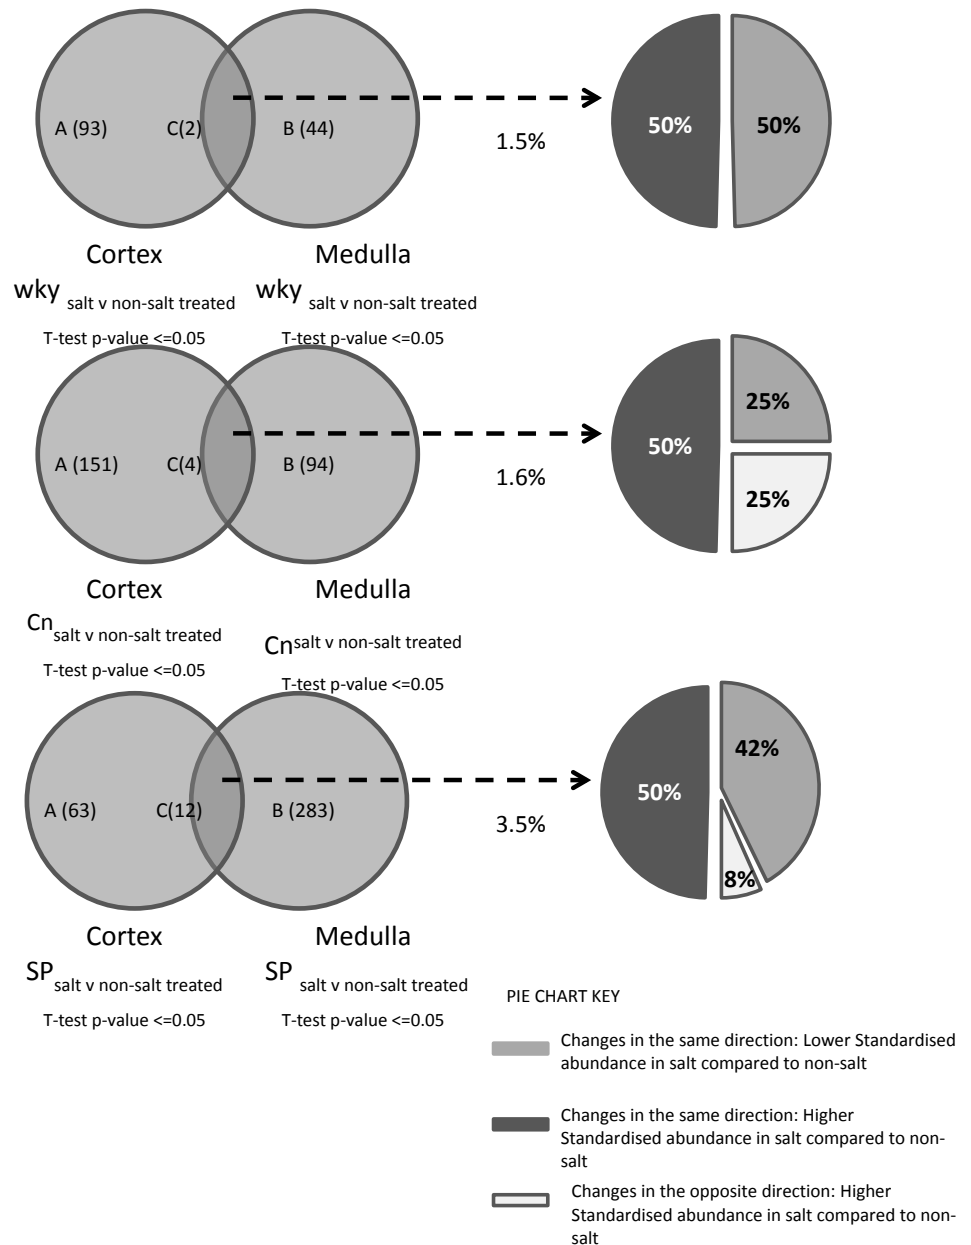 A (93) C(2) B (44)
1.5%
50% 50%
Cortex Medulla
wky salt v non-salt treated wky salt v non-salt treated
T-test p-value <=0.05 T-test p-value <=0.05
A (151) C(4) B (94)
1.6%
50% 25%
25%
Cortex Medulla
Cn salt v non-salt treated Cn salt v non-salt treated
T-test p-value <=0.05 T-test p-value <=0.05
A (63) C(12) B (283)
3.5%
50% 42%
8%
Cortex Medulla
SP salt v non-salt treated SP salt v non-salt treated
T-test p-value <=0.05 T-test p-value <=0.05
PIE CHART KEY
Changes in the same direction: Lower Standardised
abundance in salt compared to non-salt
Changes in the same direction: Higher
Standardised abundance in salt compared to non-
salt
Changes in the opposite direction: Higher
Standardised abundance in salt compared to non-
salt